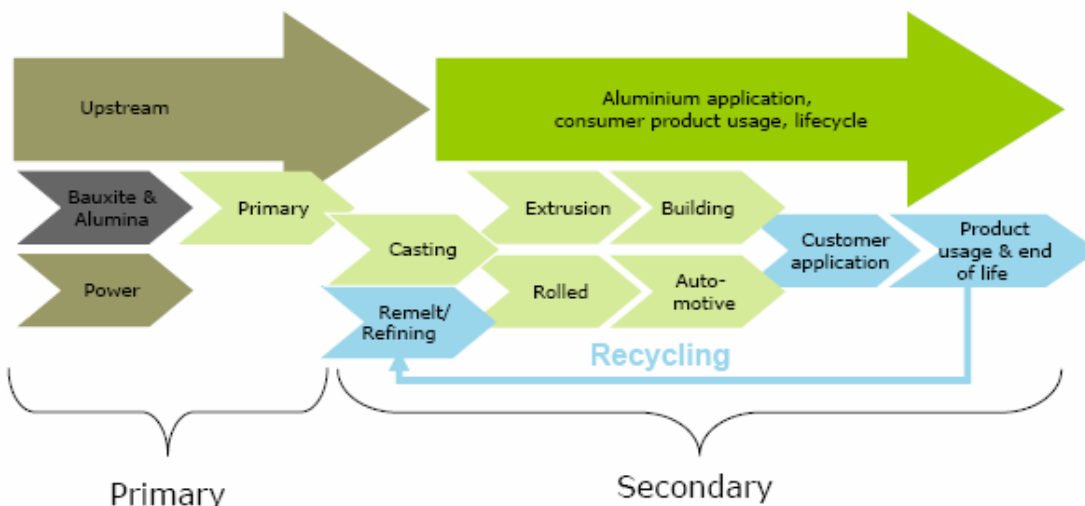 Upstream
Aluminium application,
consumer product usage, lifecycle
Bauxite &
Alumina
Primary
Power
Casting
Remelt/
Refining
Extrusion
Building
Rolled
Auto-
motive
Customer
application
Product
usage & end
of life
Recycling
Primary
Secondary